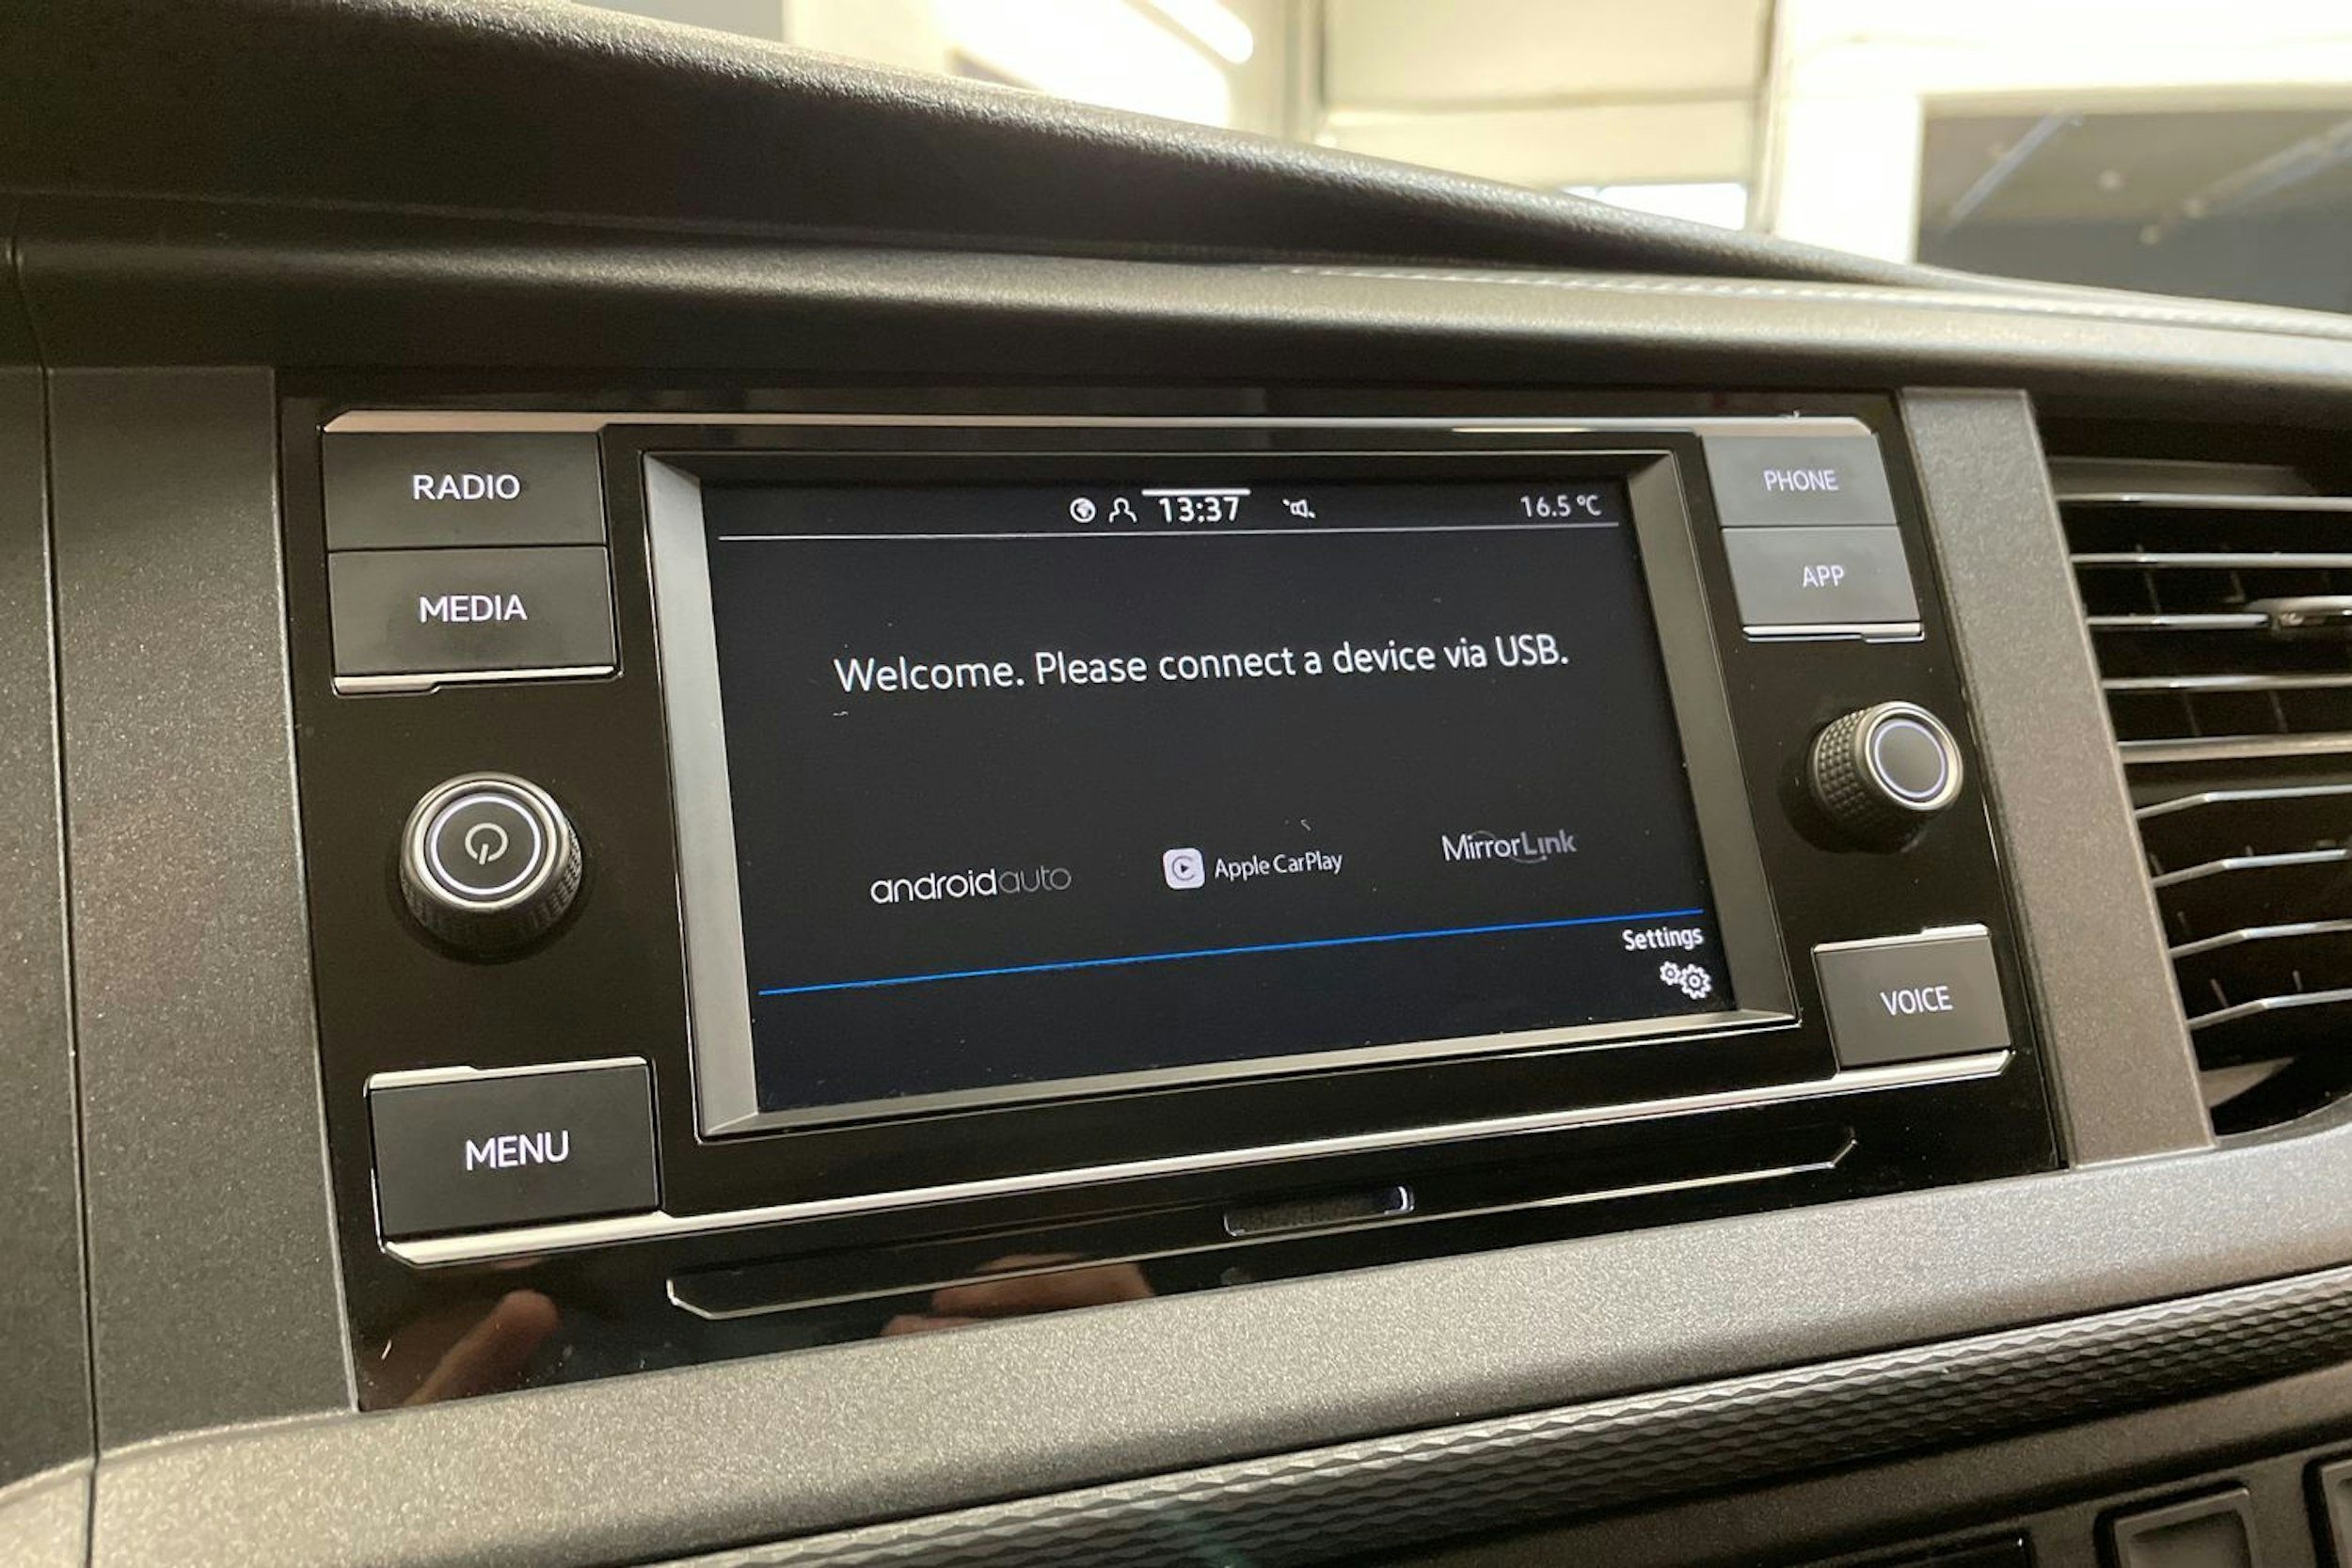 RADIO
MEDIA
MENU
13:37
16.5 °C
Welcome. Please connect a device via USB.
androidauto
Apple CarPlay
MirrorLink
Settings
PHONE
APP
VOICE